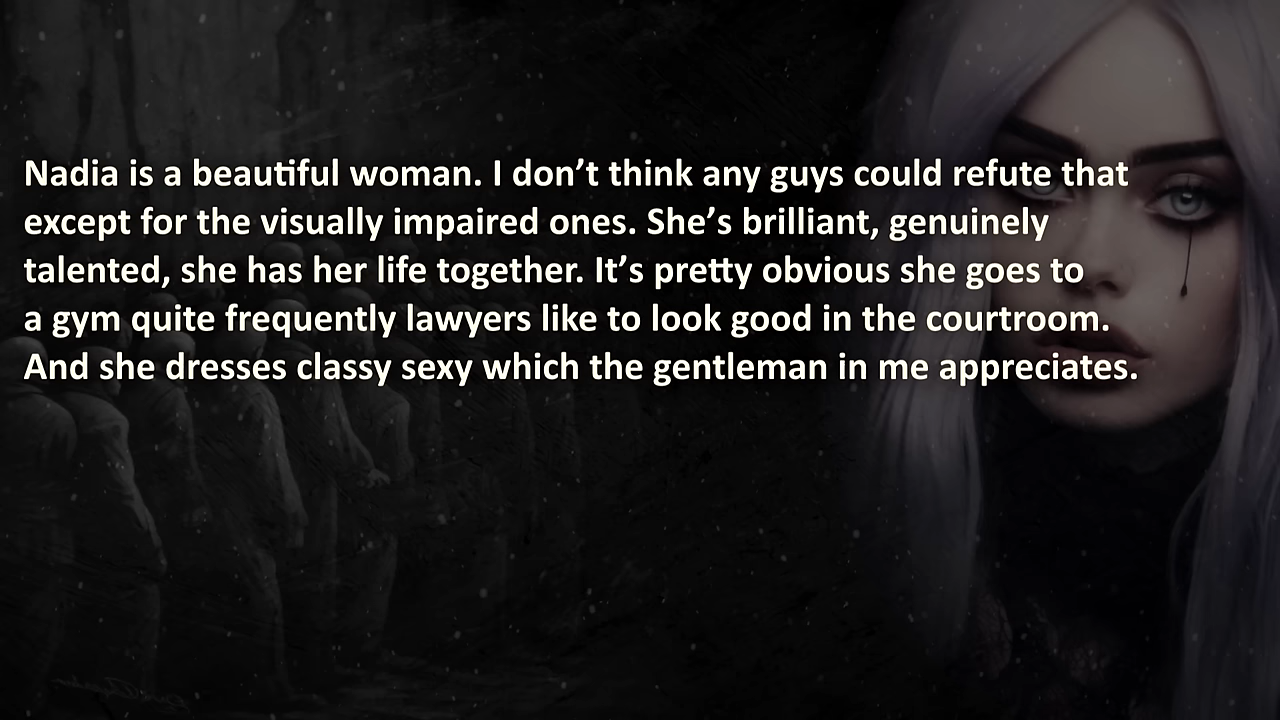 Nadia is a beautiful woman. I don’t think any guys could refute that
except for the visually impaired ones. She’s brilliant, genuinely
talented, she has her life together. It’s pretty obvious she goes to
a gym quite frequently lawyers like to look good in the courtroom.
And she dresses classy sexy which the gentleman in me appreciates.